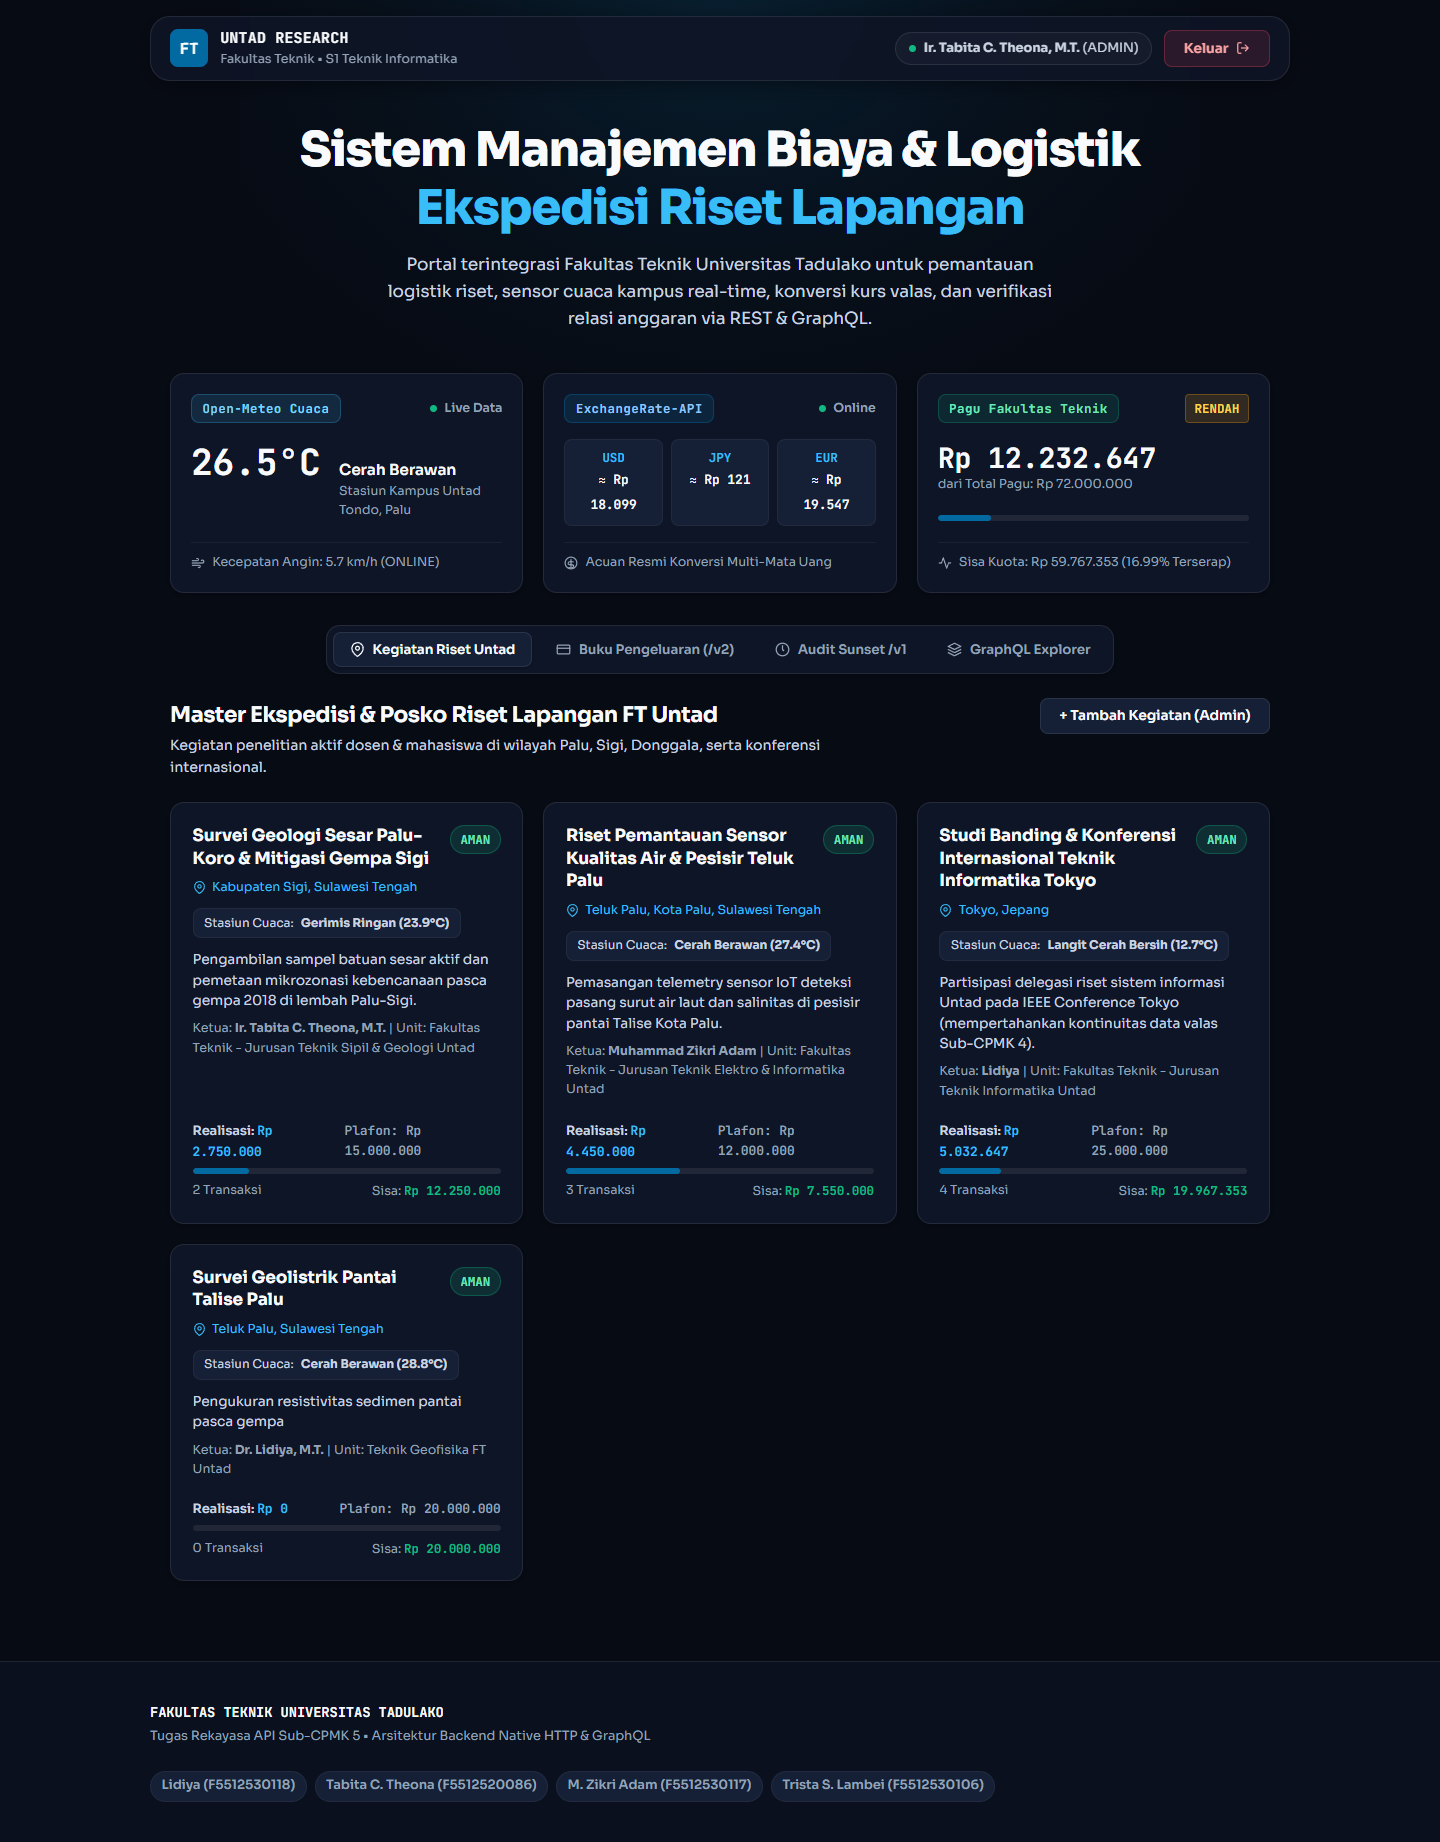 FT
UNTAD RESEARCH
Fakultas Teknik • S1 Teknik Informatika
Ir. Tabita C. Theona, M.T. (ADMIN)
Keluar
Sistem Manajemen Biaya & Logistik
Ekspedisi Riset Lapangan
Portal terintegrasi Fakultas Teknik Universitas Tadulako untuk pemantauan
logistik riset, sensor cuaca kampus real-time, konversi kurs valas, dan verifikasi
relasi anggaran via REST & GraphQL.
Open-Meteo Cuaca
Live Data
26.5°C
Cerah Berawan
Stasiun Kampus Untad
Tondo, Palu
Kecepatan Angin: 5.7 km/h (ONLINE)
ExchangeRate-API
Online
USD
≈ Rp
18.099
JPY
≈ Rp 121
EUR
≈ Rp
19.547
Acuan Resmi Konversi Multi-Mata Uang
Pagu Fakultas Teknik
RENDAH
Rp 12.232.647
dari Total Pagu: Rp 72.000.000
Sisa Kuota: Rp 59.767.353 (16.99% Terserap)
Kegiatan Riset Untad
Buku Pengeluaran (/v2)
Audit Sunset /v1
GraphQL Explorer
Master Ekspedisi & Posko Riset Lapangan FT Untad
Kegiatan penelitian aktif dosen & mahasiswa di wilayah Palu, Sigi, Donggala, serta konferensi
internasional.
+ Tambah Kegiatan (Admin)
Survei Geologi Sesar Palu-
Koro & Mitigasi Gempa Sigi
AMAN
Kabupaten Sigi, Sulawesi Tengah
Stasiun Cuaca: Gerimis Ringan (23.9°C)
Pengambilan sampel batuan sesar aktif dan
pemetaan mikrozonasi kebencanaan pasca
gempa 2018 di lembah Palu-Sigi.
Ketua: Ir. Tabita C. Theona, M.T. | Unit: Fakultas
Teknik - Jurusan Teknik Sipil & Geologi Untad
Realisasi: Rp
2.750.000
Plafon: Rp
15.000.000
2 Transaksi
Sisa: Rp 12.250.000
Riset Pemantauan Sensor
Kualitas Air & Pesisir Teluk
Palu
AMAN
Teluk Palu, Kota Palu, Sulawesi Tengah
Stasiun Cuaca: Cerah Berawan (27.4°C)
Pemasangan telemetry sensor IoT deteksi
pasang surut air laut dan salinitas di pesisir
pantai Talise Kota Palu.
Ketua: Muhammad Zikri Adam | Unit: Fakultas
Teknik - Jurusan Teknik Elektro & Informatika
Untad
Realisasi: Rp
4.450.000
Plafon: Rp
12.000.000
3 Transaksi
Sisa: Rp 7.550.000
Studi Banding & Konferensi
Internasional Teknik
Informatika Tokyo
AMAN
Tokyo, Jepang
Stasiun Cuaca: Langit Cerah Bersih (12.7°C)
Partisipasi delegasi riset sistem informasi
Untad pada IEEE Conference Tokyo
(mempertahankan kontinuitas data valas
Sub-CPMK 4).
Ketua: Lidiya | Unit: Fakultas Teknik - Jurusan
Teknik Informatika Untad
Realisasi: Rp
5.032.647
Plafon: Rp
25.000.000
4 Transaksi
Sisa: Rp 19.967.353
Survei Geolistrik Pantai
Talise Palu
AMAN
Teluk Palu, Sulawesi Tengah
Stasiun Cuaca: Cerah Berawan (28.8°C)
Pengukuran resistivitas sedimen pantai
pasca gempa
Ketua: Dr. Lidiya, M.T. | Unit: Teknik Geofisika FT
Untad
Realisasi: Rp 0
Plafon: Rp 20.000.000
0 Transaksi
Sisa: Rp 20.000.000
FAKULTAS TEKNIK UNIVERSITAS TADULAKO
Tugas Rekayasa API Sub-CPMK 5 • Arsitektur Backend Native HTTP & GraphQL
Lidiya (F5512530118)
Tabita C. Theona (F5512520086)
M. Zikri Adam (F5512530117)
Trista S. Lambei (F5512530106)